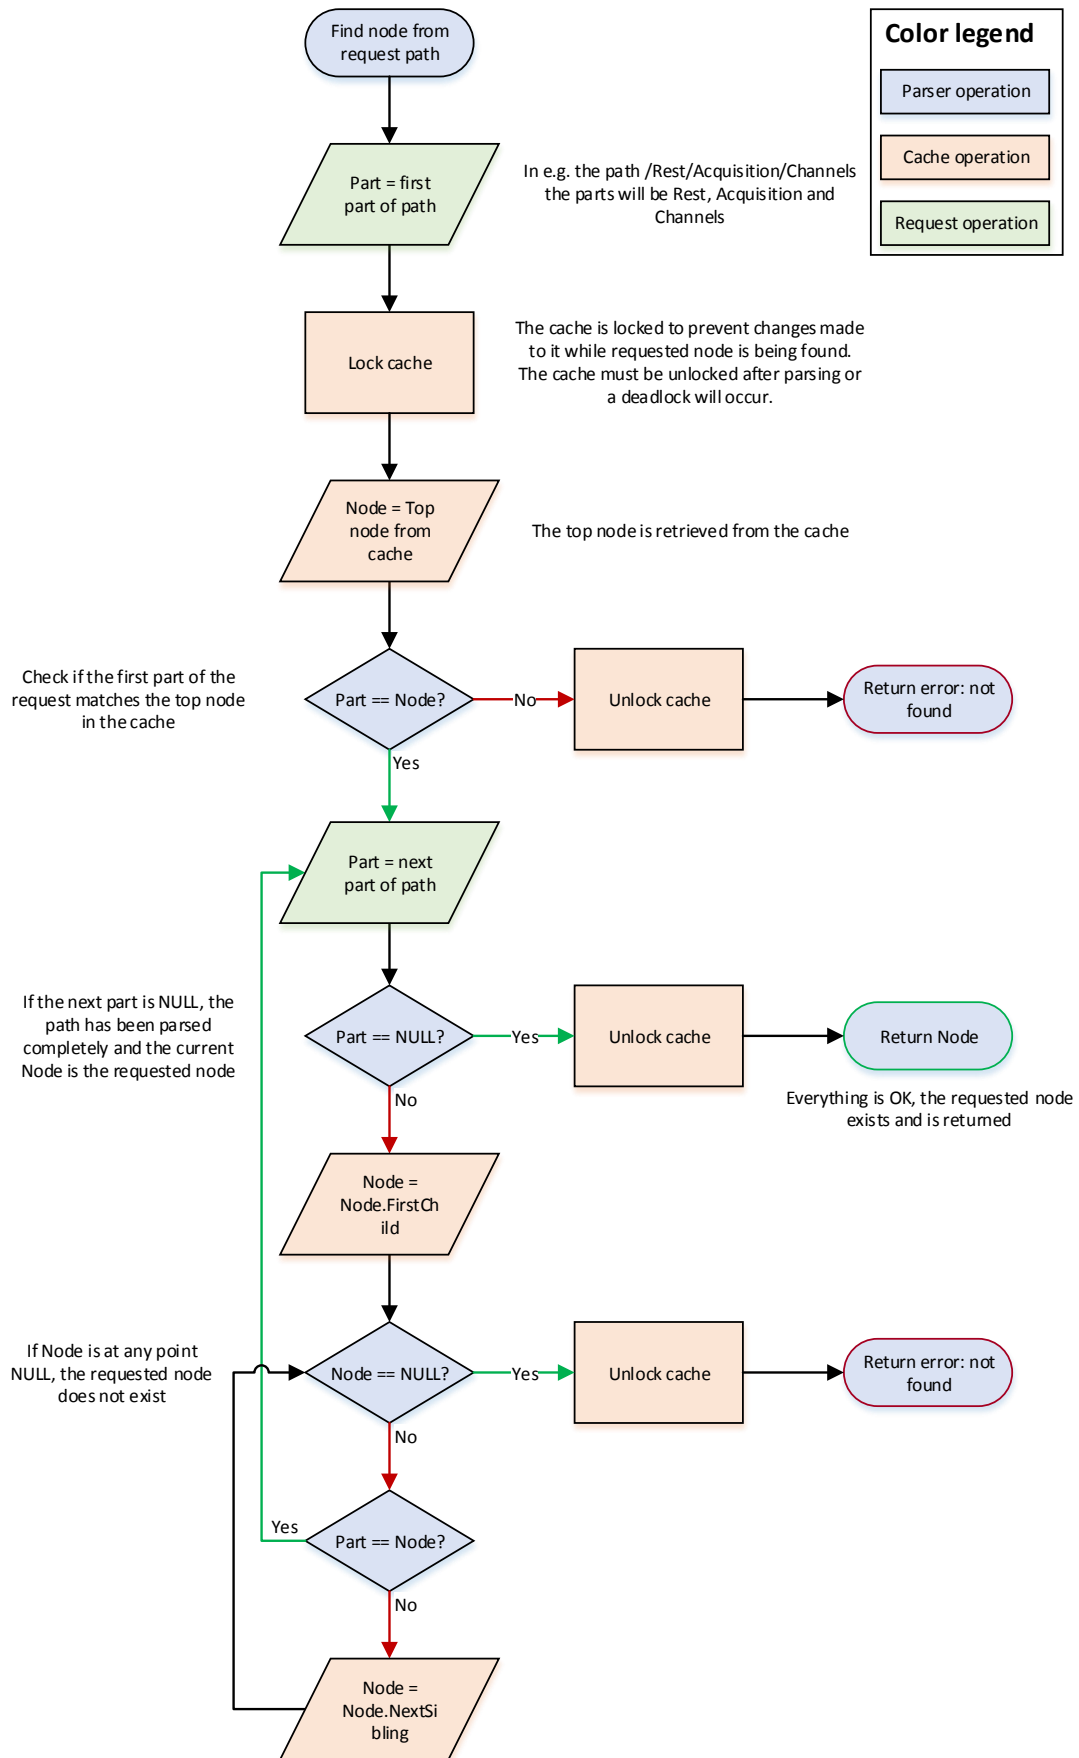 Find node from
request path
Color legend
Parser operation
Cache operation
Request operation
Part = first
part of path
In e.g. the path /Rest/Acquisition/Channels
the parts will be Rest, Acquisition and
Channels
Lock cache
The cache is locked to prevent changes made
to it while requested node is being found.
The cache must be unlocked after parsing or
a deadlock will occur.
Node = Top
node from
cache
The top node is retrieved from the cache
Check if the first part of the
request matches the top node
in the cache
Part == Node?
No
Unlock cache
Return error: not
found
Yes
Part = next
part of path
If the next part is NULL, the
path has been parsed
completely and the current
Node is the requested node
Part == NULL?
Yes
Unlock cache
Return Node
Everything is OK, the requested node
exists and is returned
No
Node =
Node.FirstCh
ild
If Node is at any point
NULL, the requested node
does not exist
Node == NULL?
Yes
Unlock cache
Return error: not
found
No
Yes
Part == Node?
No
Node =
Node.NextSi
bling